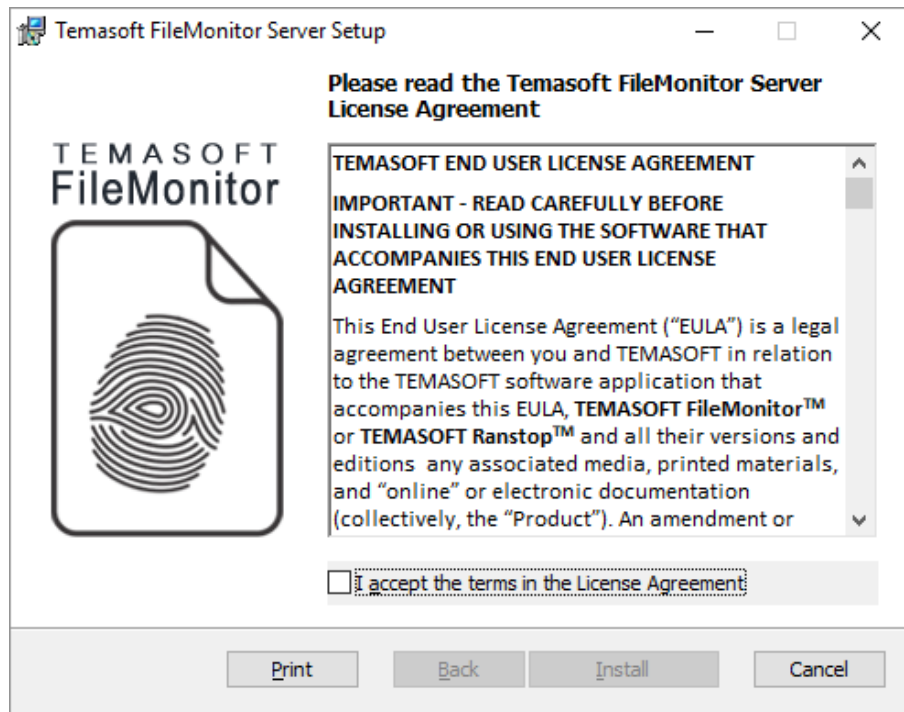 Temasoft FileMonitor Server Setup
Please read the Temasoft FileMonitor Server
License Agreement
TEMASOFT
FileMonitor
TEMASOFT END USER LICENSE AGREEMENT
IMPORTANT - READ CAREFULLY BEFORE
INSTALLING OR USING THE SOFTWARE THAT
ACCOMPANIES THIS END USER LICENSE
AGREEMENT
This End User License Agreement (“EULA”) is a legal
agreement between you and TEMASOFT in relation
to the TEMASOFT software application that
accompanies this EULA, TEMASOFT FileMonitor™
or TEMASOFT Ranstop™ and all their versions and
editions  any associated media, printed materials,
and “online” or electronic documentation
(collectively, the “Product”). An amendment or
I accept the terms in the License Agreement
Print
Back
Install
Cancel